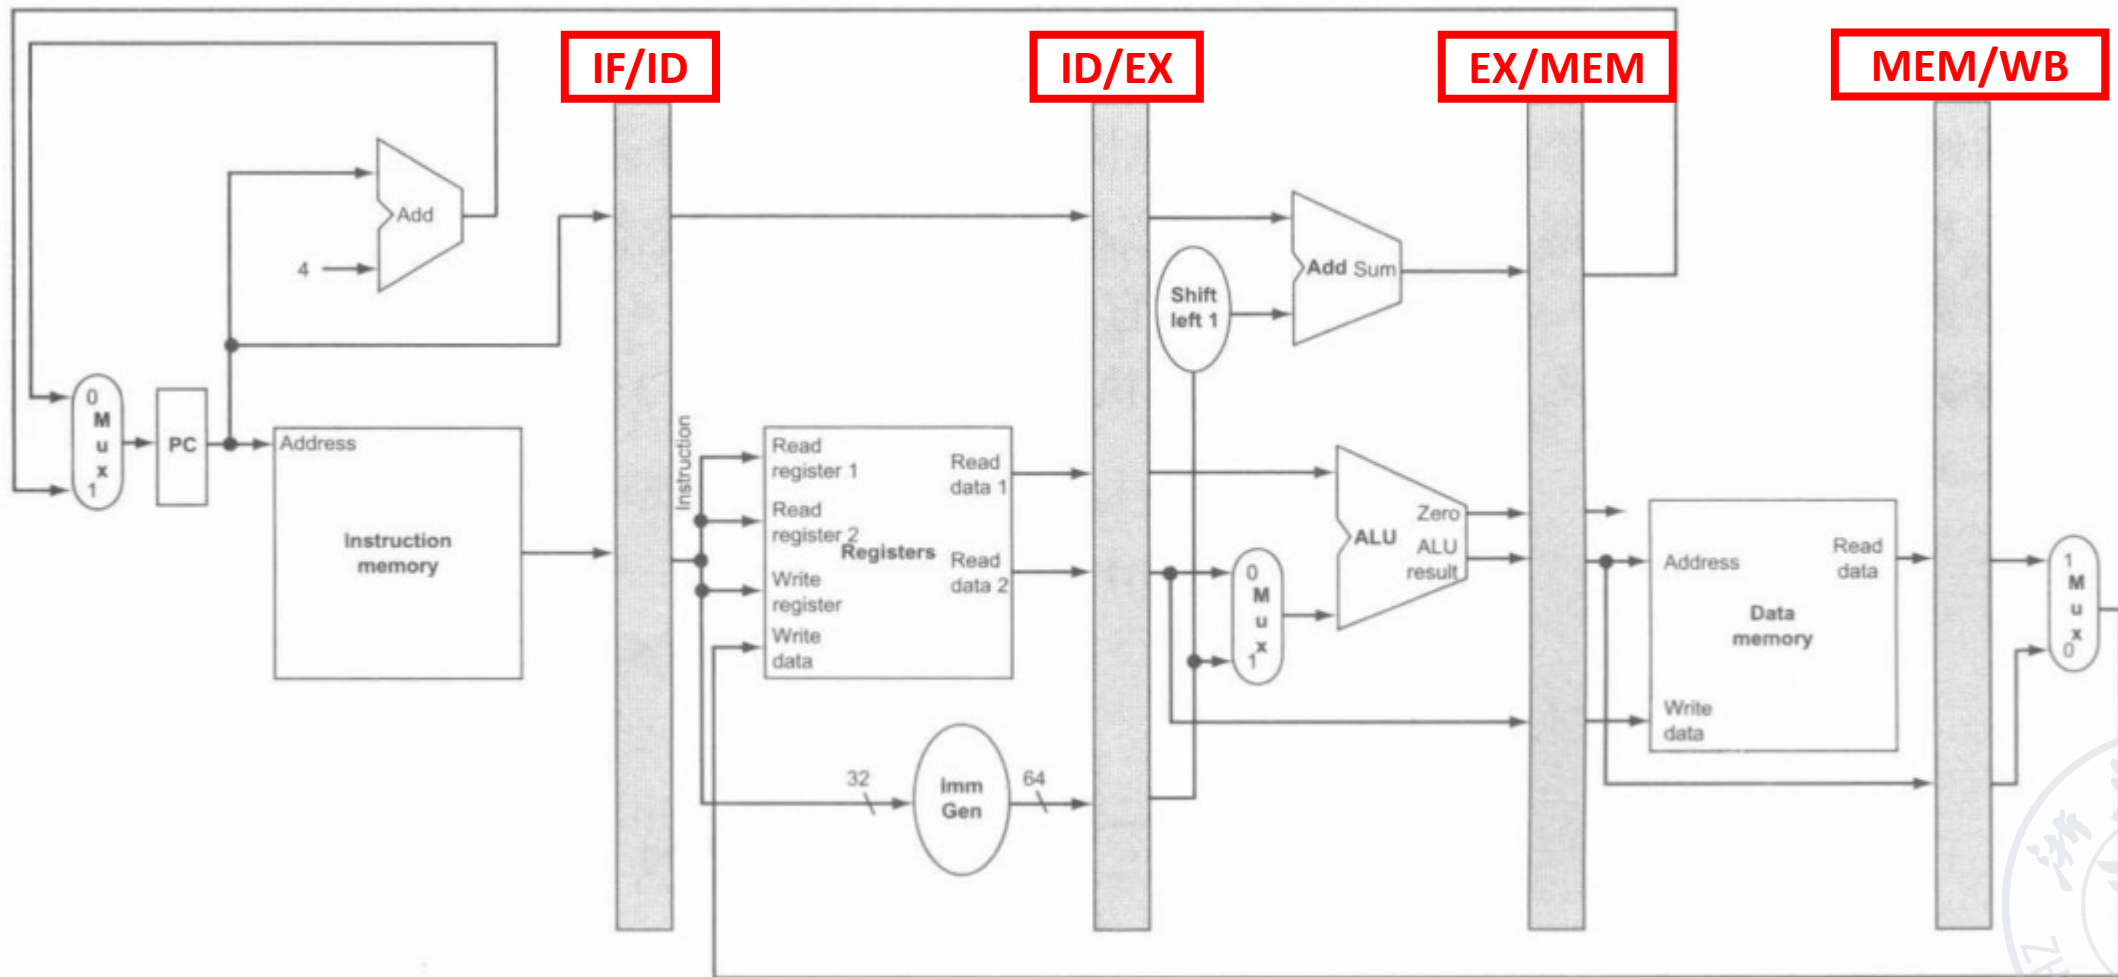 IF/ID
ID/EX
EX/MEM
MEM/WB
Add
4
Add Sum
Shift
left 1
0
M
u
x
1
PC
Address
Instruction
memory
Instruction
Read
register 1
Read
register 2
Write
register
Write
data
Registers
Read
data 1
Read
data 2
32
Imm
Gen
64
0
M
u
x
1
Zero
ALU
ALU
result
Address
Write
data
Data
memory
Read
data
1
M
u
x
0
浙
ZH